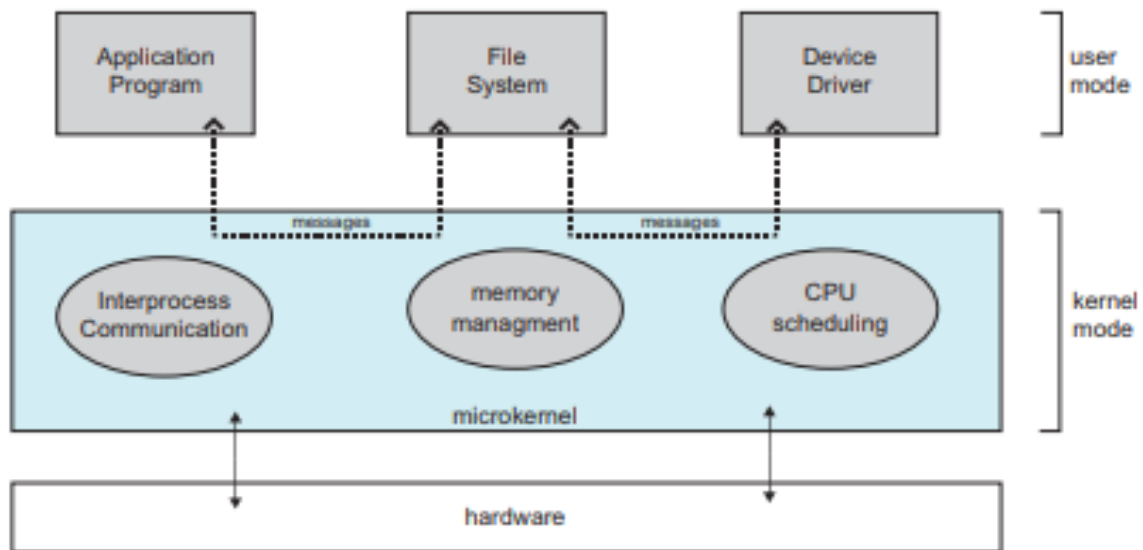 Application
Program
File
System
Device
Driver
user
mode
messages
messages
Interprocess
Communication
memory
managment
CPU
scheduling
kernel
mode
microkernel
hardware